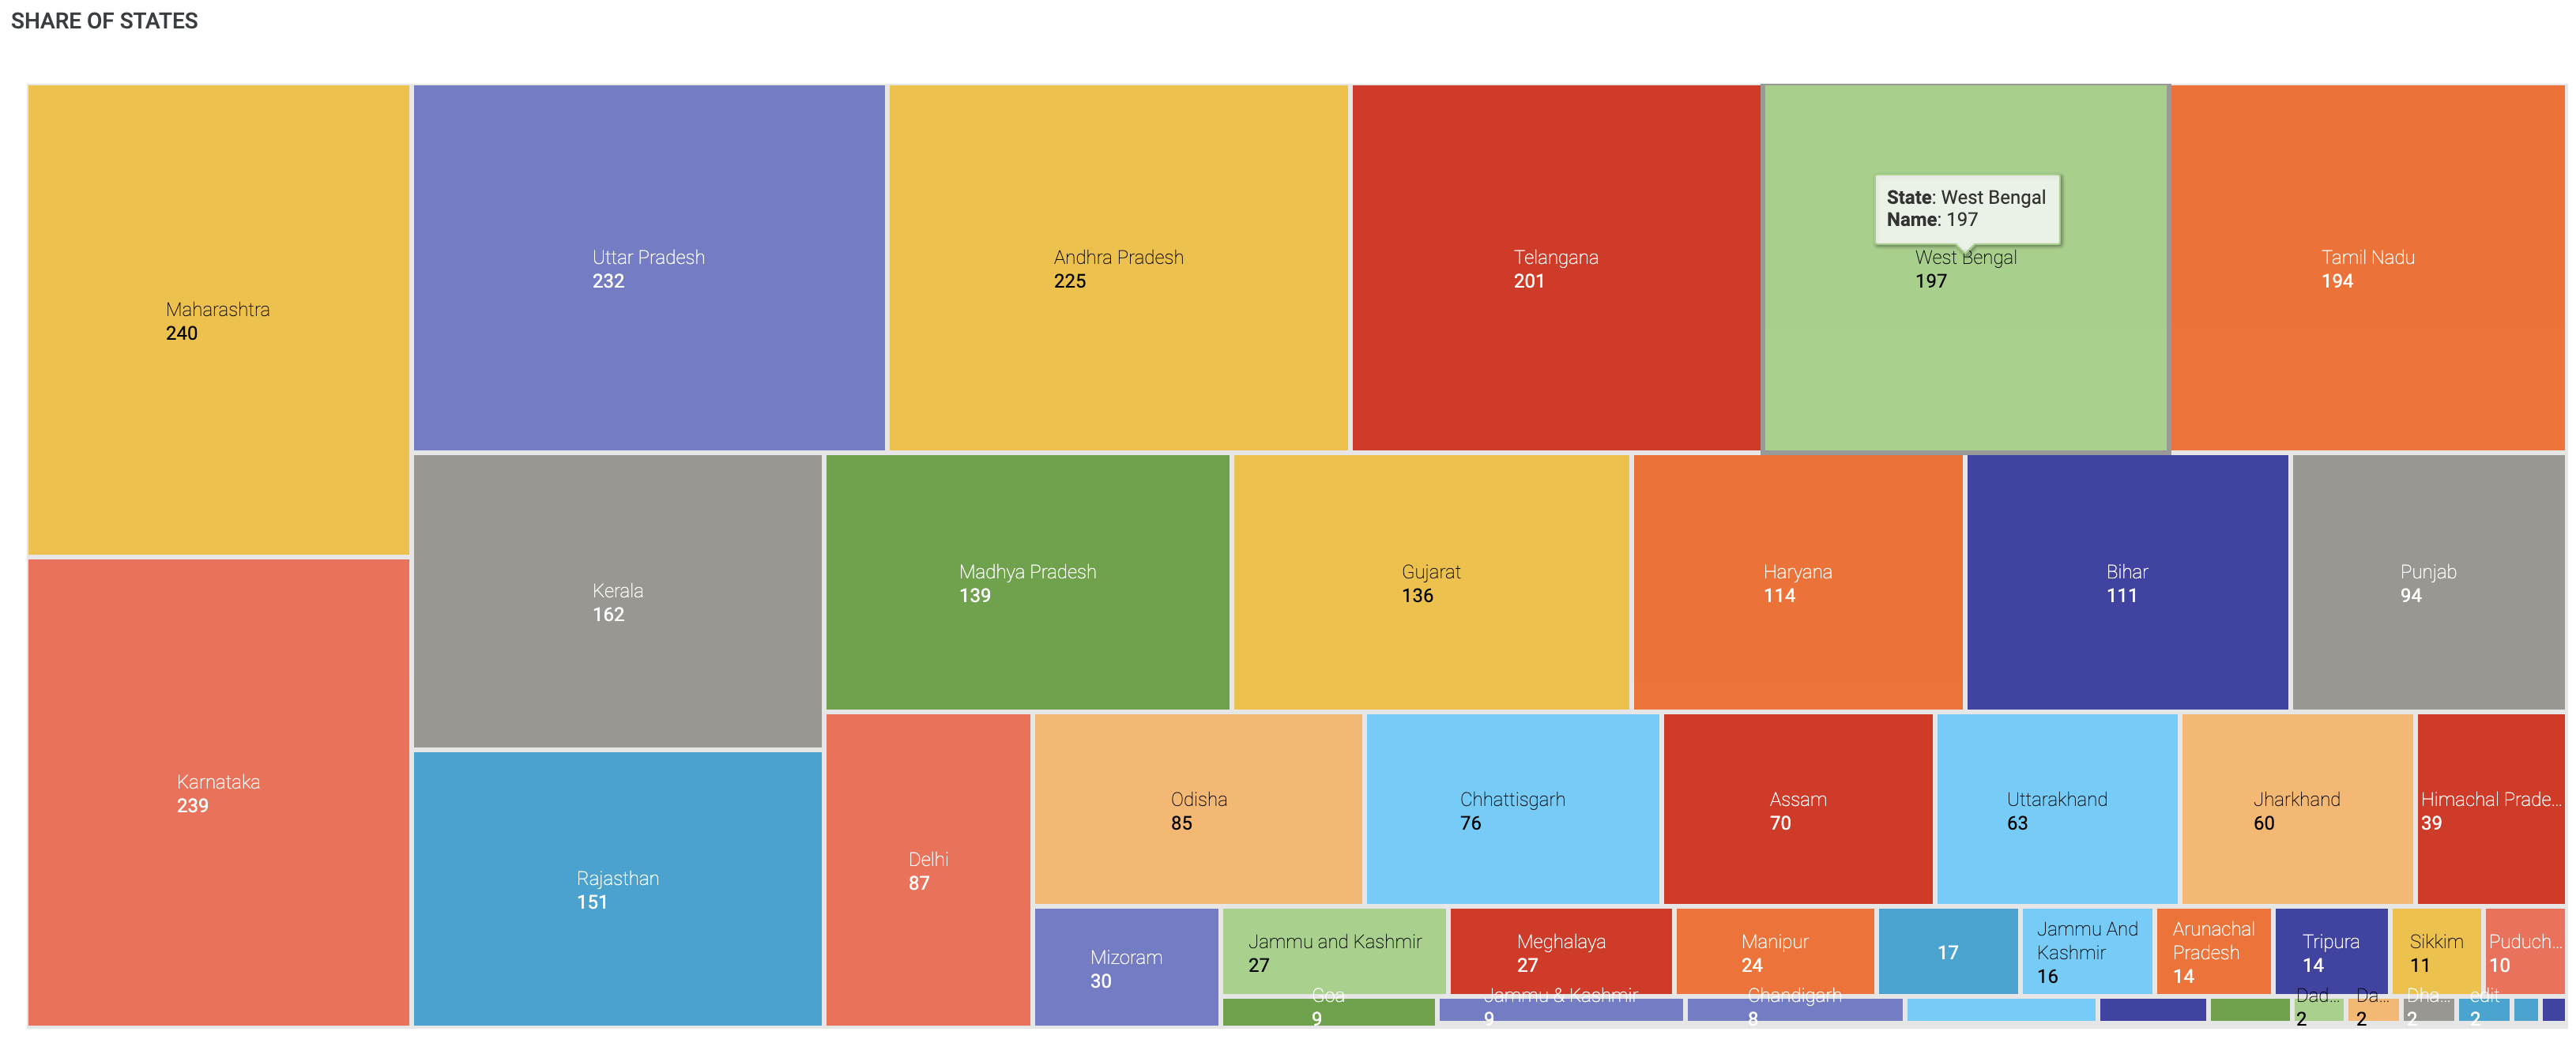 SHARE OF STATES
Maharashtra
240
Uttar Pradesh
232
Andhra Pradesh
225
Telangana
201
State: West Bengal
Name: 197
West Bengal
197
Tamil Nadu
194
Karnataka
239
Kerala
162
Madhya Pradesh
139
Gujarat
136
Haryana
114
Bihar
111
Punjab
94
Rajasthan
151
Delhi
87
Odisha
85
Chhattisgarh
76
Assam
70
Uttarakhand
63
Jharkhand
60
Himachal Prade...
39
Mizoram
30
Jammu and Kashmir
27
Meghalaya
27
Manipur
24
17
Jammu And
Kashmir
16
Arunachal
Pradesh
14
Tripura
14
Sikkim
11
Puduch...
10
Goa
9
Jammu & Kashmir
9
Chandigarh
8
Dad...
2
Da...
2
Dha...
2
edit
2